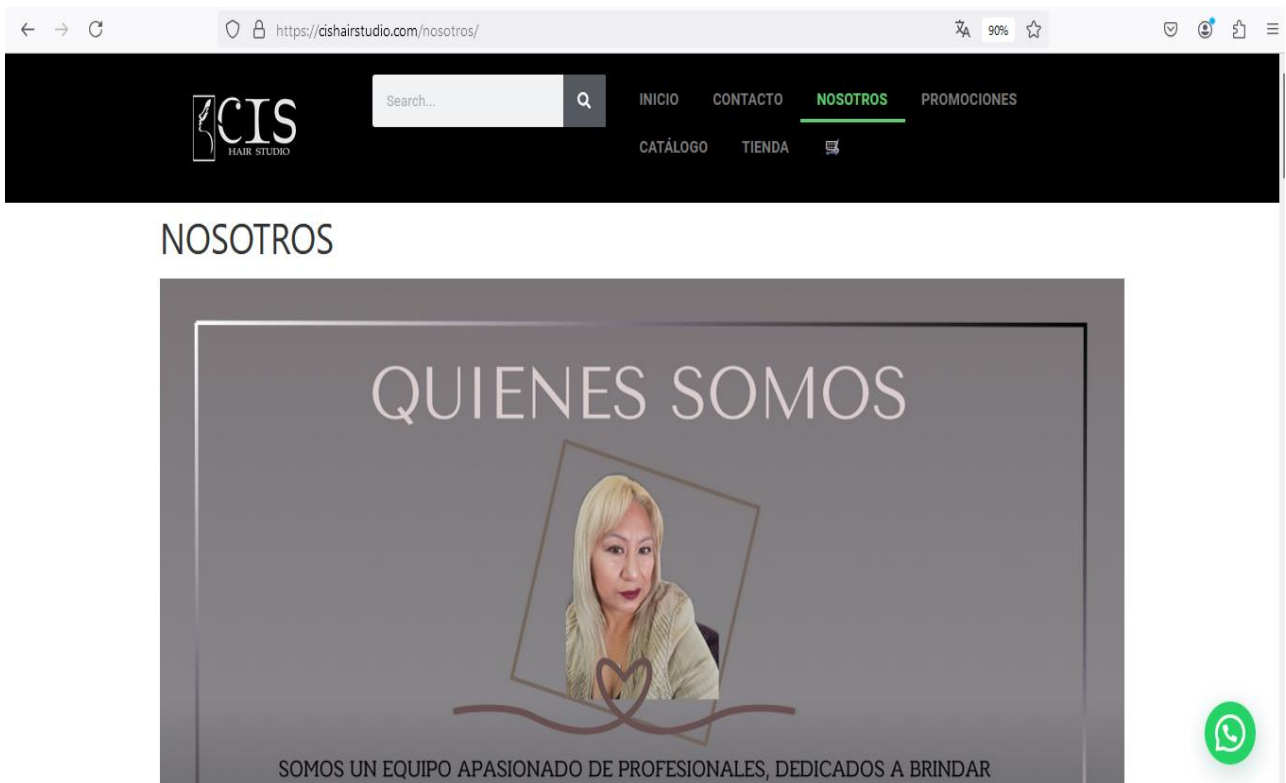 https://cishairstudio.com/nosotros/
90%
CIS
HAIR STUDIO
Search...
INICIO CONTACTO NOSOTROS PROMOCIONES
CATÁLOGO TIENDA
NOSOTROS
QUIENES SOMOS
SOMOS UN EQUIPO APASIONADO DE PROFESIONALES, DEDICADOS A BRINDAR